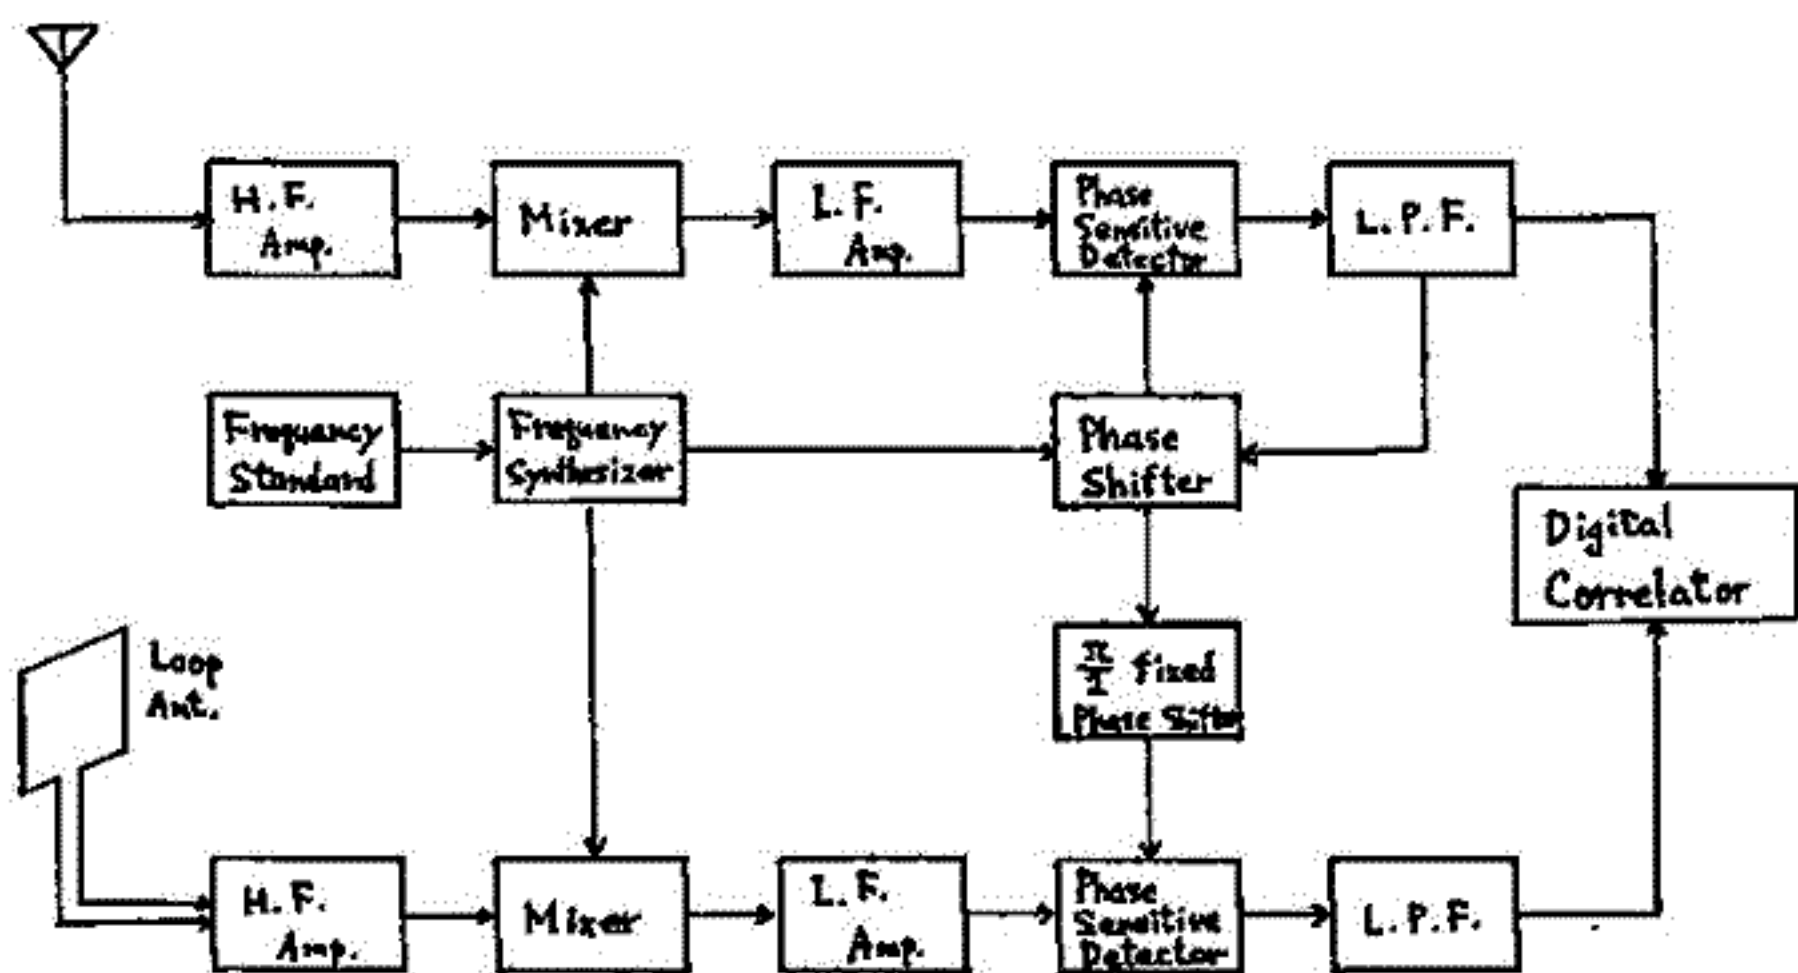 H.F.
Amp.
Mixer
L.F.
Amp.
Phase
Sensitive
Detector
L.P.F.
Frequency
Standard
Frequency
Synthesizer
Phase
Shifter
Digital
Correlator
Loop
Ant.
π/2 fixed
Phase Shifter
H.F.
Amp.
Mixer
L.F.
Amp.
Phase
Sensitive
Detector
L.P.F.